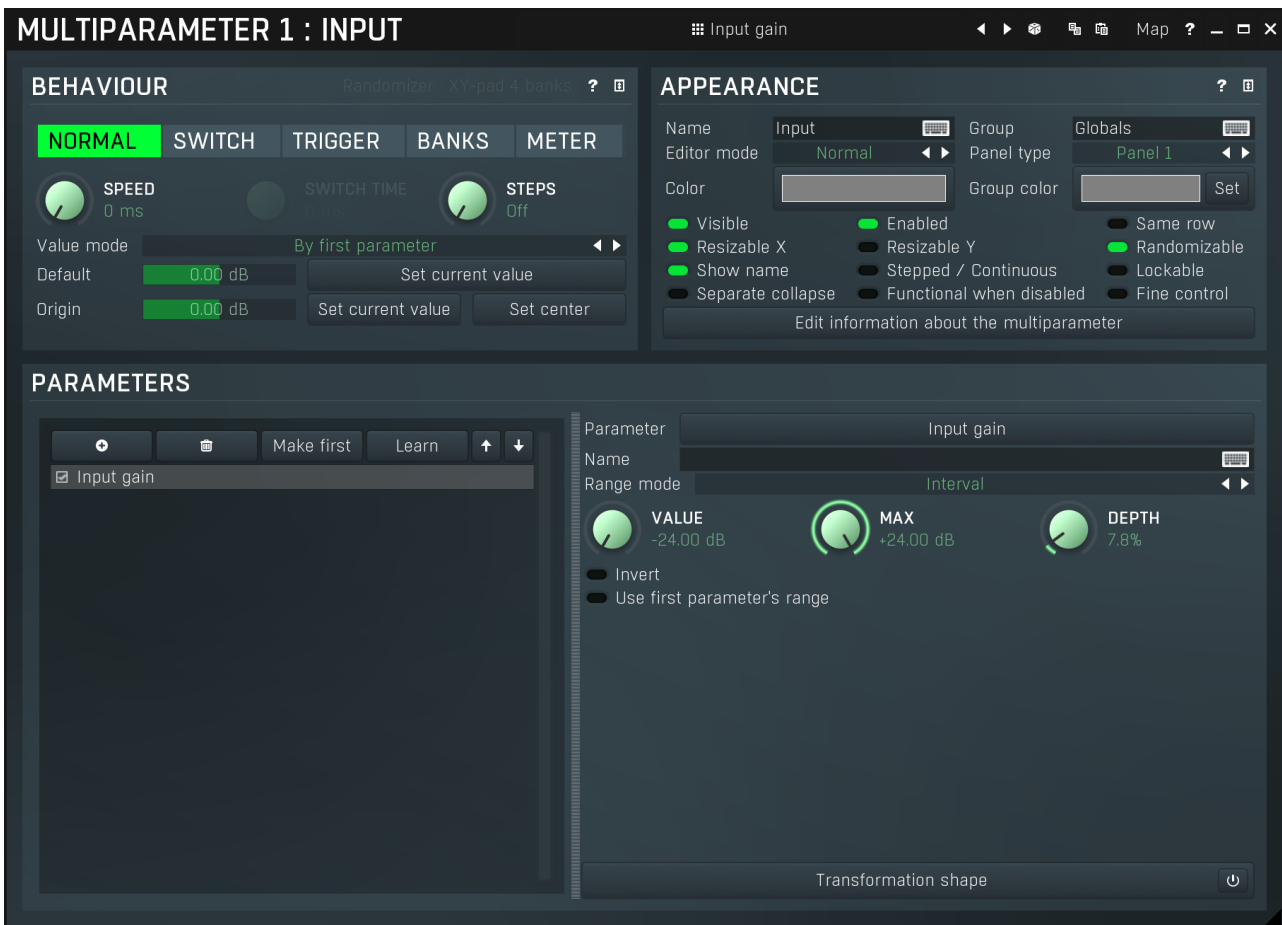 MULTIPARAMETER 1 : INPUT
Input gain
Map ?
BEHAVIOUR
Randomizer XY-pad 4 banks ?
NORMAL SWITCH TRIGGER BANKS METER
SPEED
0 ms
SWITCH TIME
STEPS
Off
Value mode By first parameter
Default 0.00 dB Set current value
Origin 0.00 dB Set current value Set center
APPEARANCE
?
Name Input Group Globals
Editor mode Normal Panel type Panel 1
Color Group color Set
Visible Enabled Same row
Resizable X Resizable Y Randomizable
Show name Stepped / Continuous Lockable
Separate collapse Functional when disabled Fine control
Edit information about the multiparameter
PARAMETERS
Make first Learn
Input gain
Parameter Input gain
Name
Range mode Interval
VALUE
-24.00 dB
MAX
+24.00 dB
DEPTH
7.8%
Invert
Use first parameter's range
Transformation shape